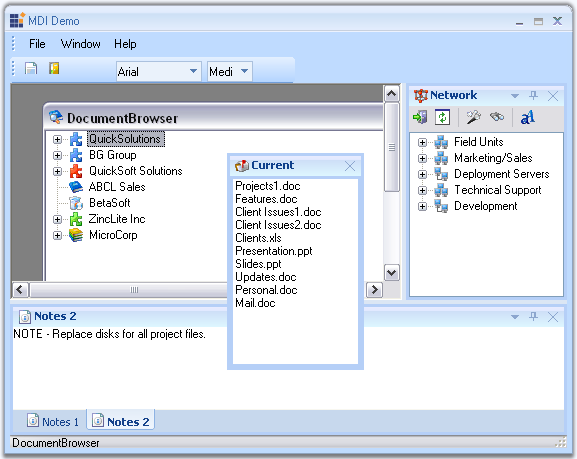 MDI Demo
File Window Help
Arial Medi
DocumentBrowser
QuickSolutions
BG Group
QuickSoft Solutions
ABCL Sales
BetaSoft
ZincLite Inc
MicroCorp
Current
Projects1.doc
Features.doc
Client Issues1.doc
Client Issues2.doc
Clients.xls
Presentation.ppt
Slides.ppt
Updates.doc
Personal.doc
Mail.doc
Network
aA
Field Units
Marketing/Sales
Deployment Servers
Technical Support
Development
Notes 2
NOTE - Replace disks for all project files.
Notes 1 Notes 2
DocumentBrowser